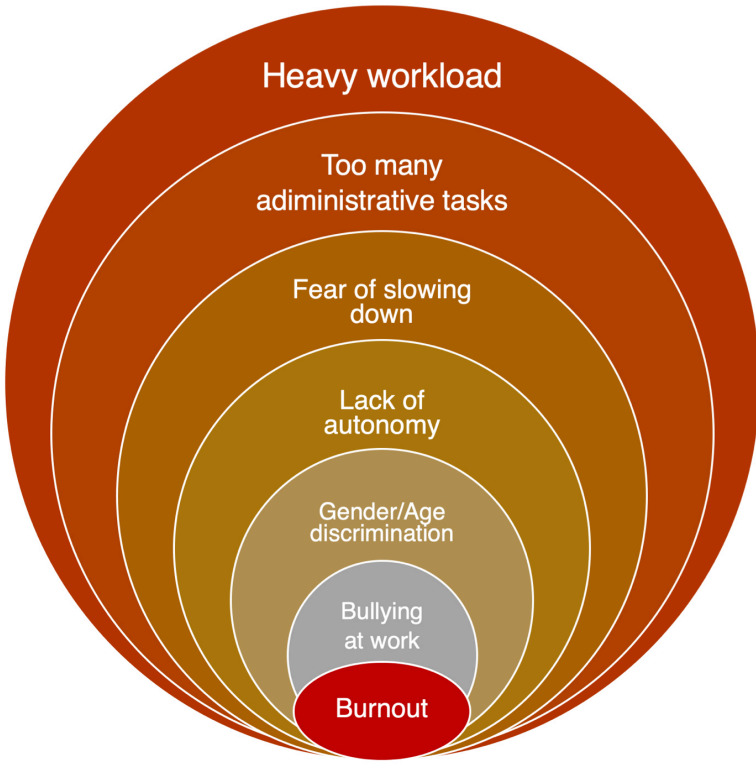 Heavy workload
Too many
adiministrative tasks
Fear of slowing
down
Lack of
autonomy
Gender/Age
discrimination
Bullying
at work
Burnout